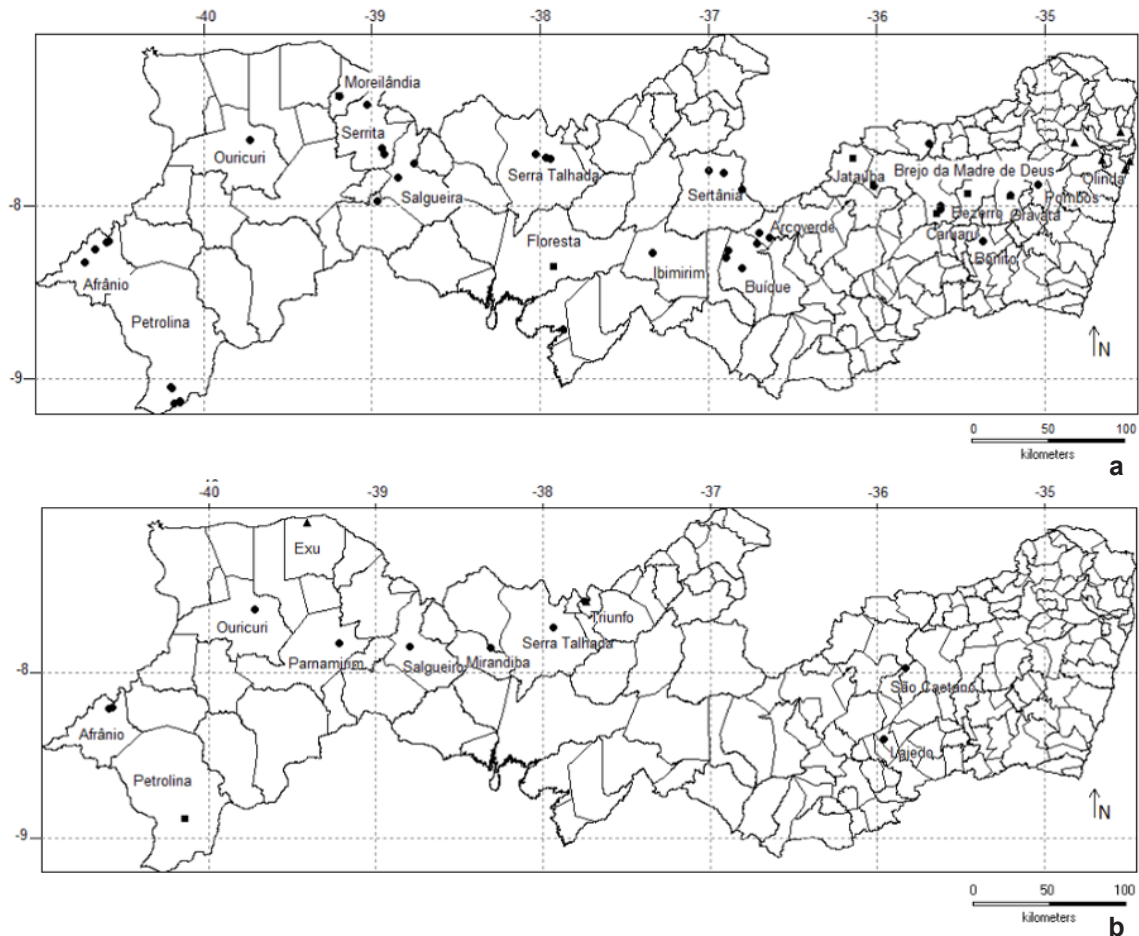 -40 -39 -38 -37 -36 -35
Moreilândia
Serrita
Ouricuri
Serra Talhada
Jataúba
Brejo da Madre de Deus
Olinda
Salgueira
Sertânia
Pombos
-8
Bezerro
Gravatá
Arcoverde
Caruaru
Floresta
Bonito
Ibimirim
Afrânio
Buíque
Petrolina
N
-9
0 50 100
kilometers
a
-40 -39 -38 -37 -36 -35
Exu
Triunfo
Ouricuri
Serra Talhada
Parnamirim
Salgueiro
Mirandiba
-8
São Caetano
Afrânio
Lajedo
Petrolina
N
-9
0 50 100
kilometers
b